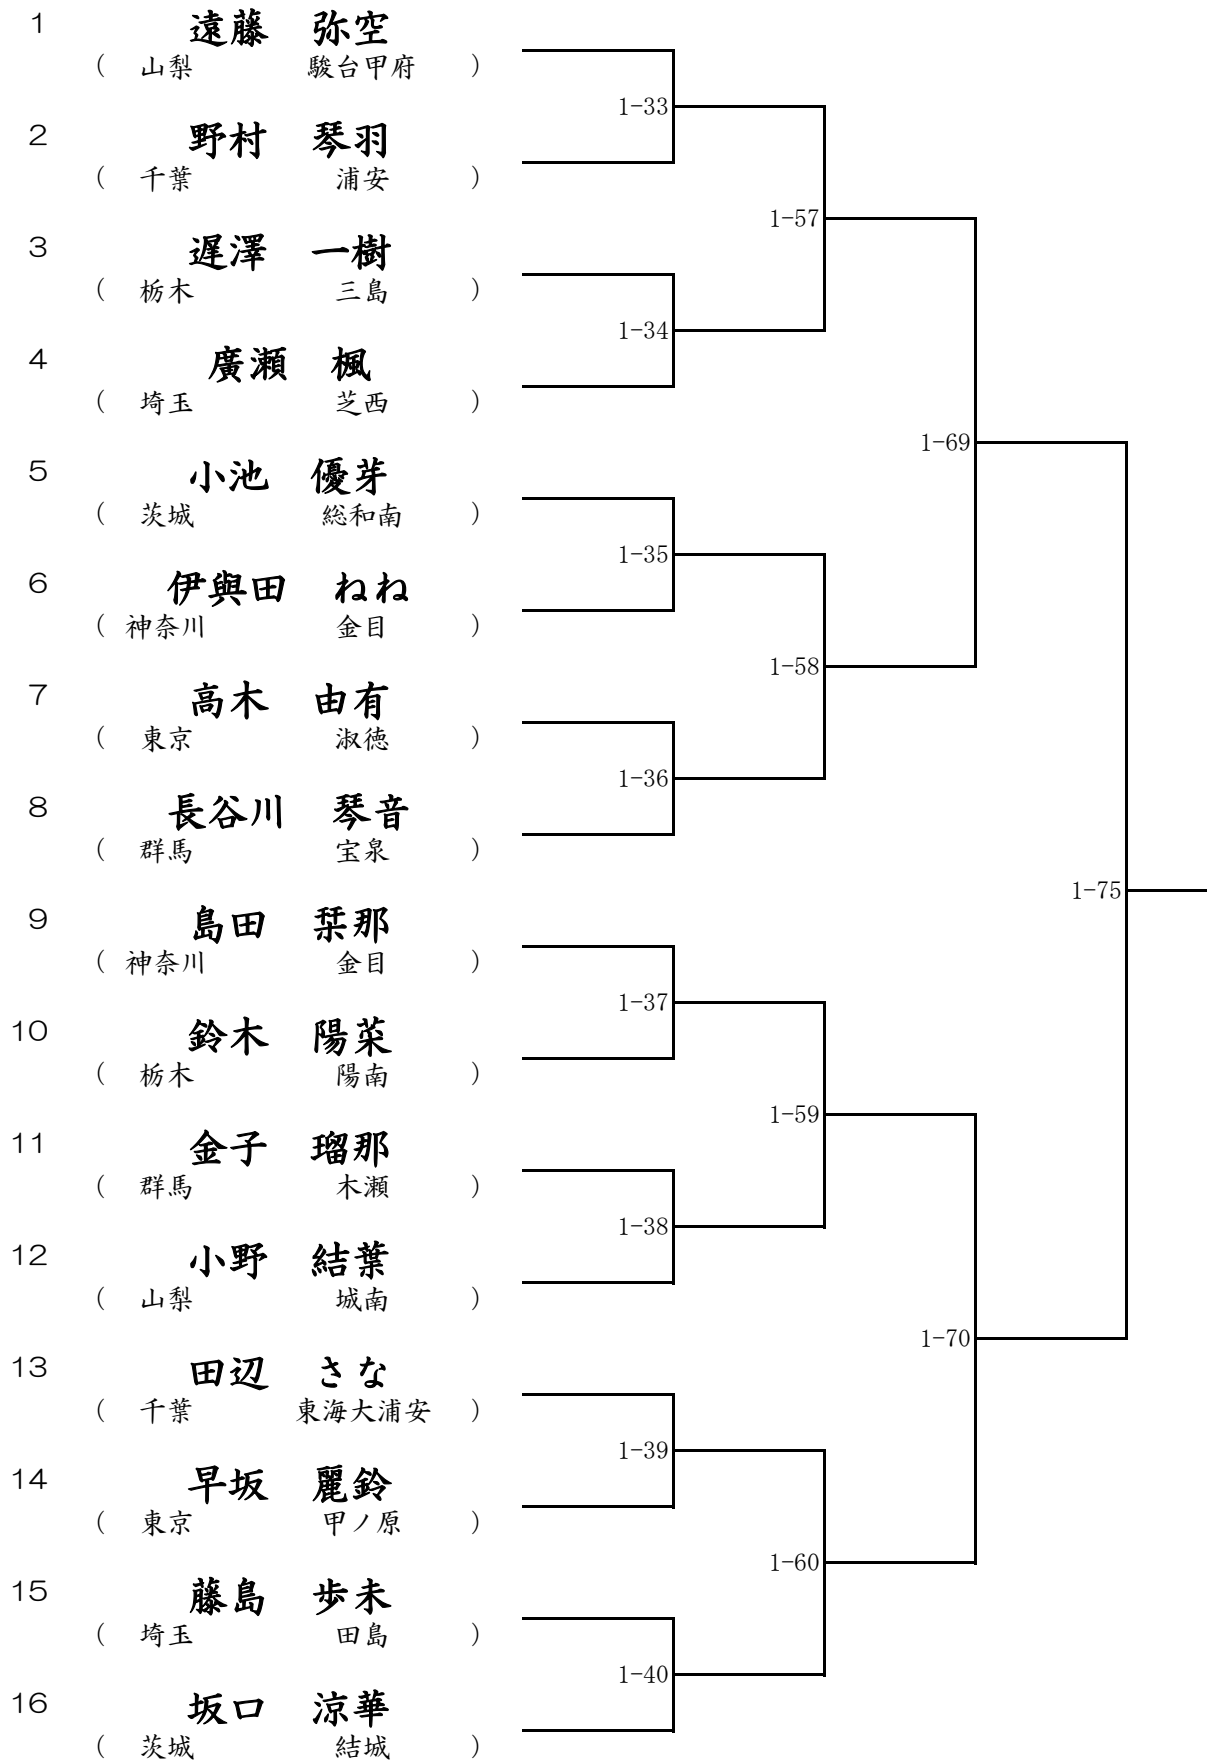 1 遠藤 弥空
( 山梨 駿台甲府 )
1-33
2 野村 琴羽
( 千葉 浦安 )
1-57
3 遅澤 一樹
( 栃木 三島 )
1-34
4 廣瀬 楓
( 埼玉 芝西 )
1-69
5 小池 優芽
( 茨城 総和南 )
1-35
6 伊與田 ねね
( 神奈川 金目 )
1-58
7 高木 由有
( 東京 淑徳 )
1-36
8 長谷川 琴音
( 群馬 宝泉 )
1-75
9 島田 栞那
( 神奈川 金目 )
1-37
10 鈴木 陽菜
( 栃木 陽南 )
1-59
11 金子 瑠那
( 群馬 木瀬 )
1-38
12 小野 結葉
( 山梨 城南 )
1-70
13 田辺 さな
( 千葉 東海大浦安 )
1-39
14 早坂 麗鈴
( 東京 甲ノ原 )
1-60
15 藤島 歩未
( 埼玉 田島 )
1-40
16 坂口 涼華
( 茨城 結城 )